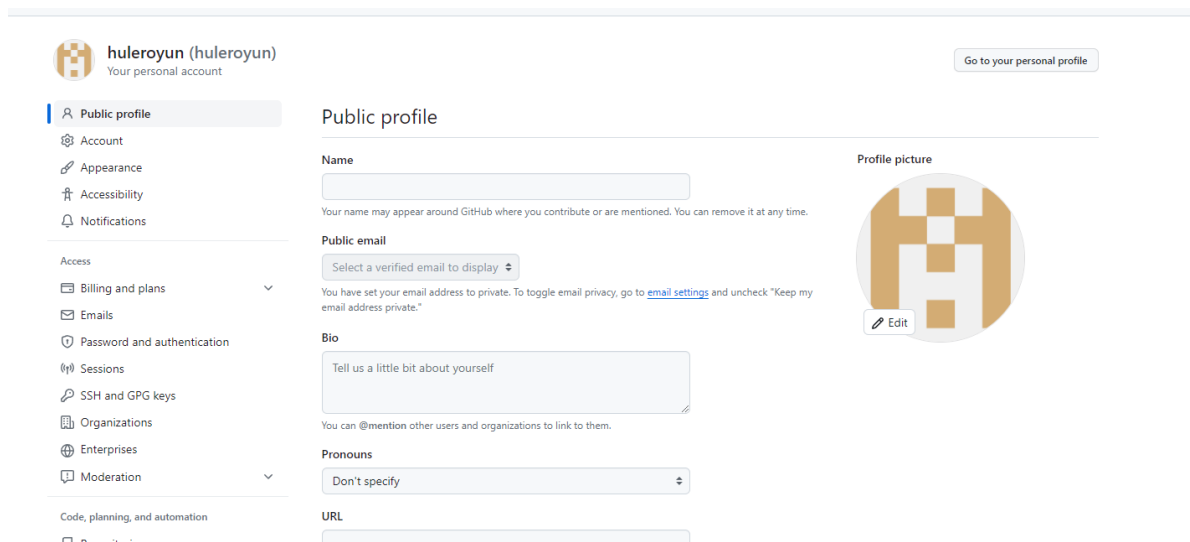 huleroyun (huleroyun)
Your personal account
Go to your personal profile
Public profile
Account
Appearance
Accessibility
Notifications
Access
Billing and plans
Emails
Password and authentication
Sessions
SSH and GPG keys
Organizations
Enterprises
Moderation
Code, planning, and automation
Public profile
Name
Your name may appear around GitHub where you contribute or are mentioned. You can remove it at any time.
Public email
Select a verified email to display
You have set your email address to private. To toggle email privacy, go to email settings and uncheck "Keep my
email address private."
Bio
Tell us a little bit about yourself
You can @mention other users and organizations to link to them.
Pronouns
Don't specify
URL
Profile picture
Edit